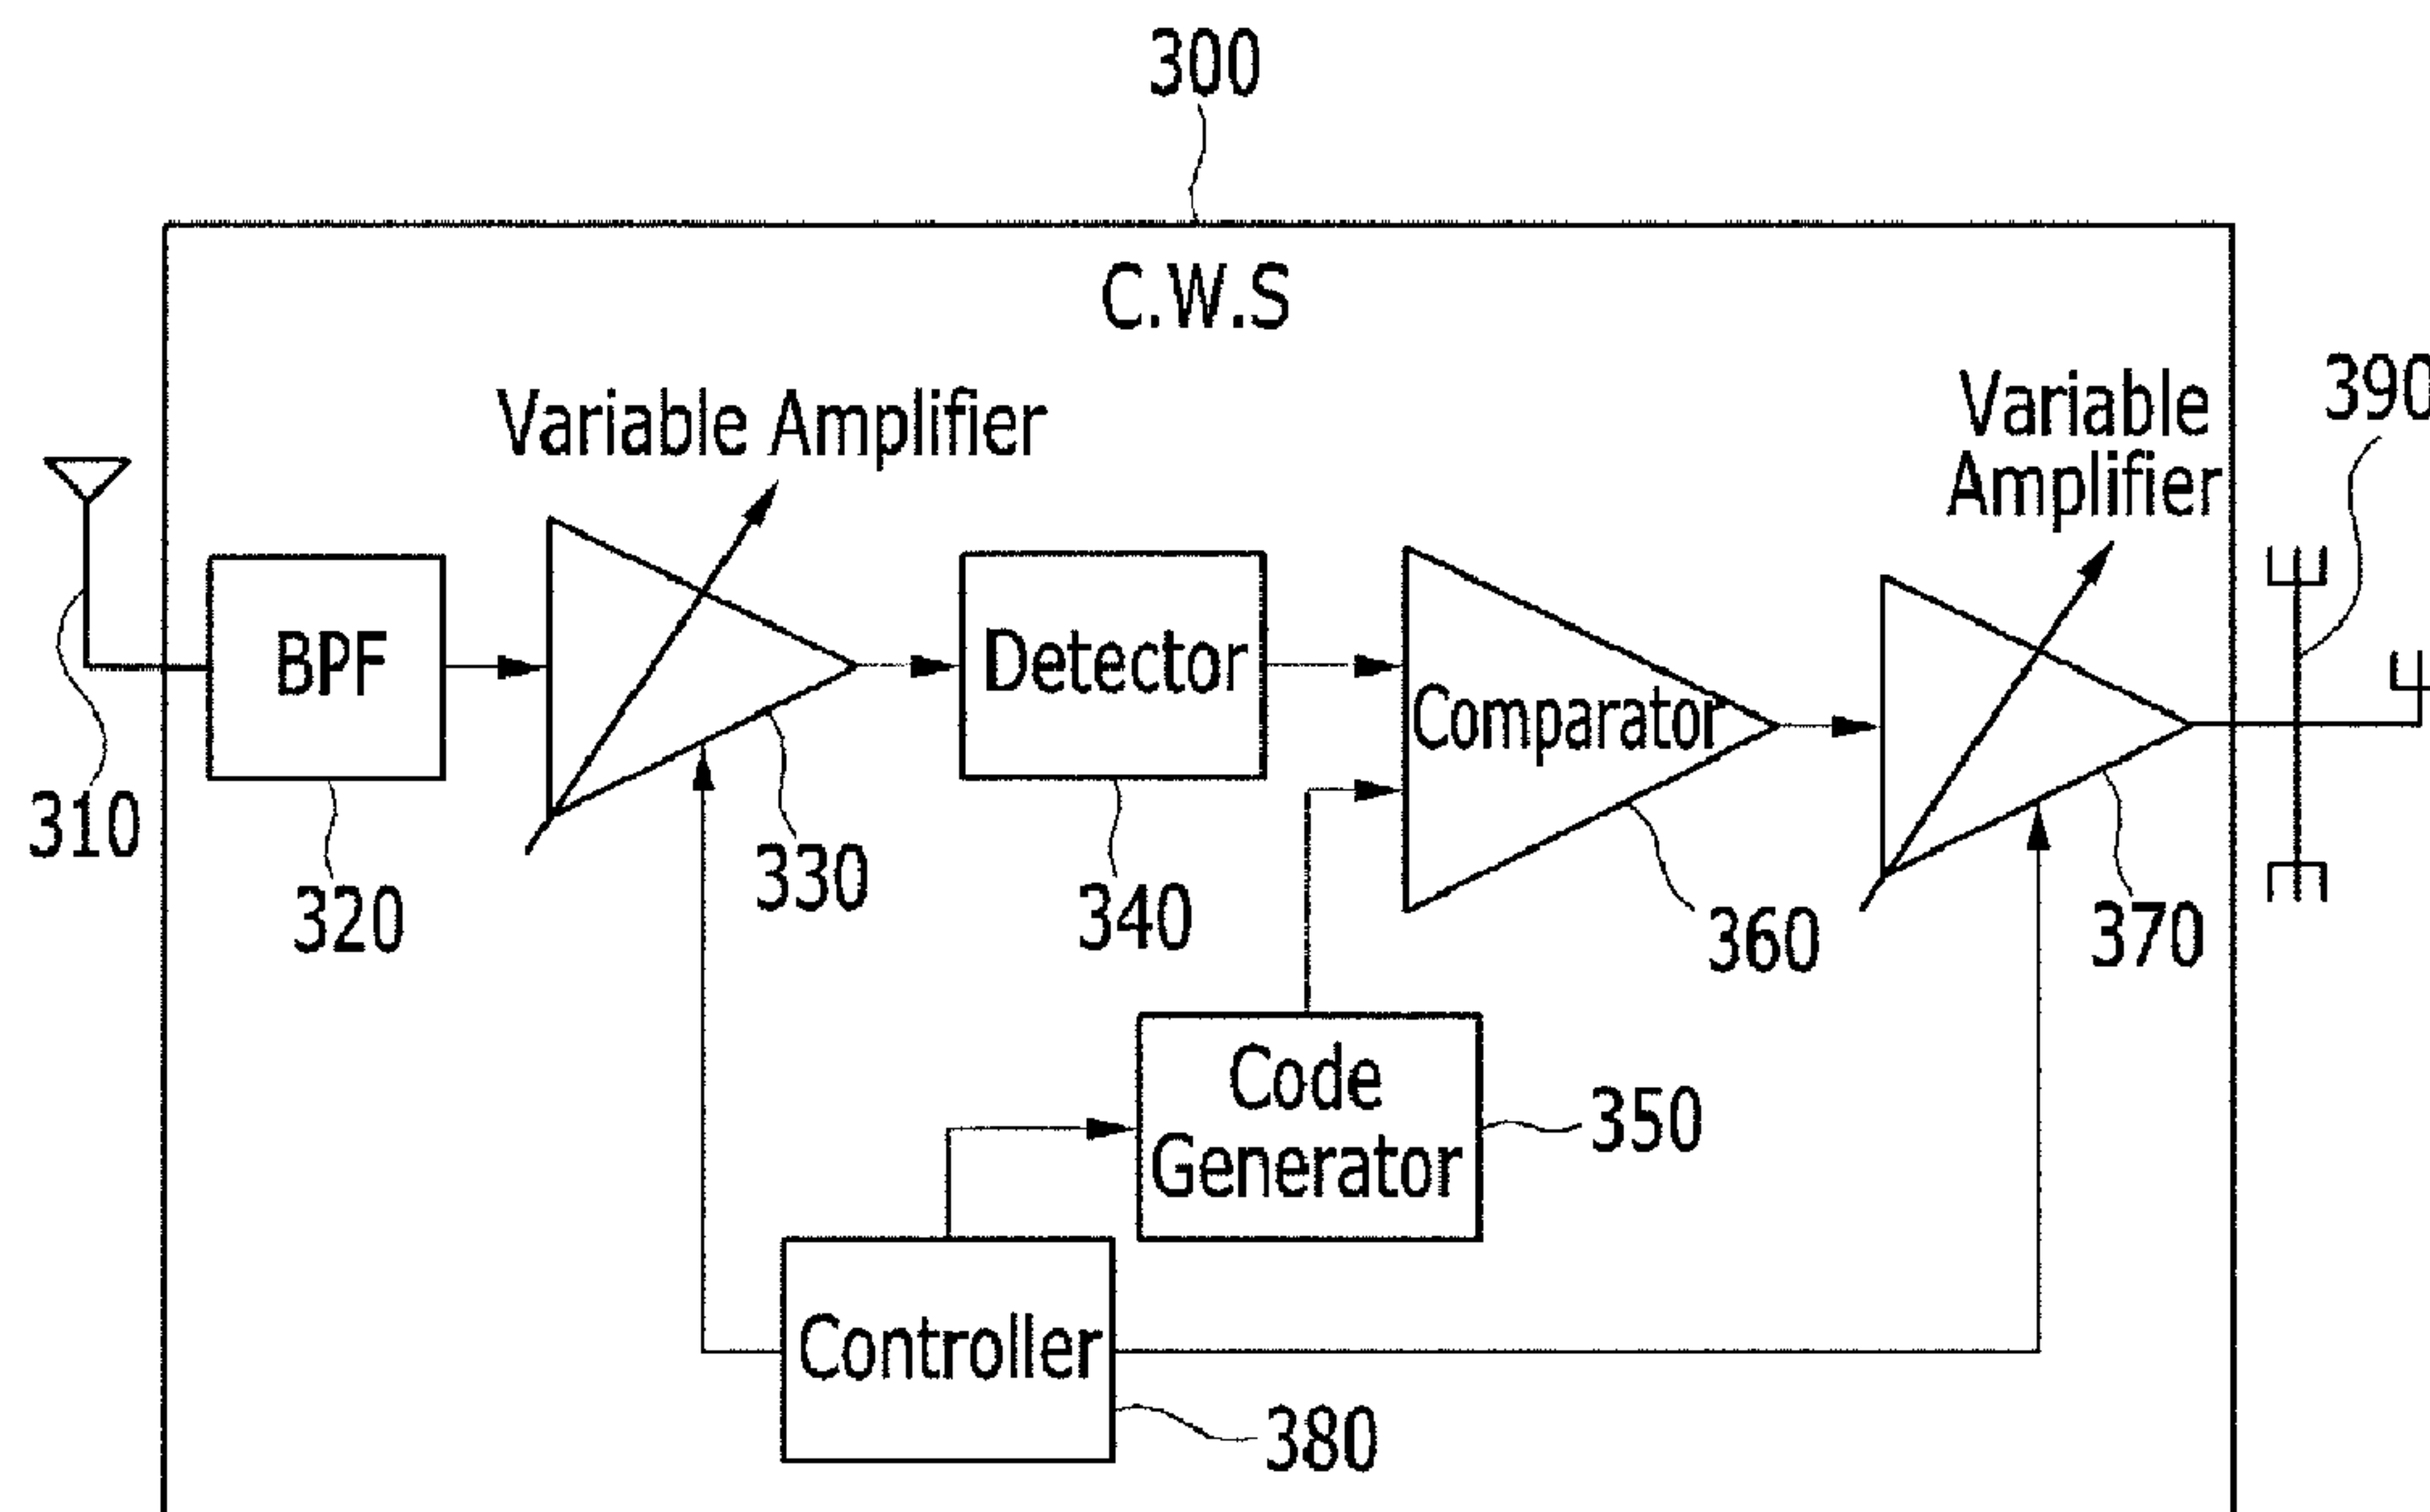 300
C.W.S
Variable Amplifier
Variable
Amplifier
390
BPF
Detector
Comparator
310
320
330
340
360
370
Code
Generator
350
Controller
380